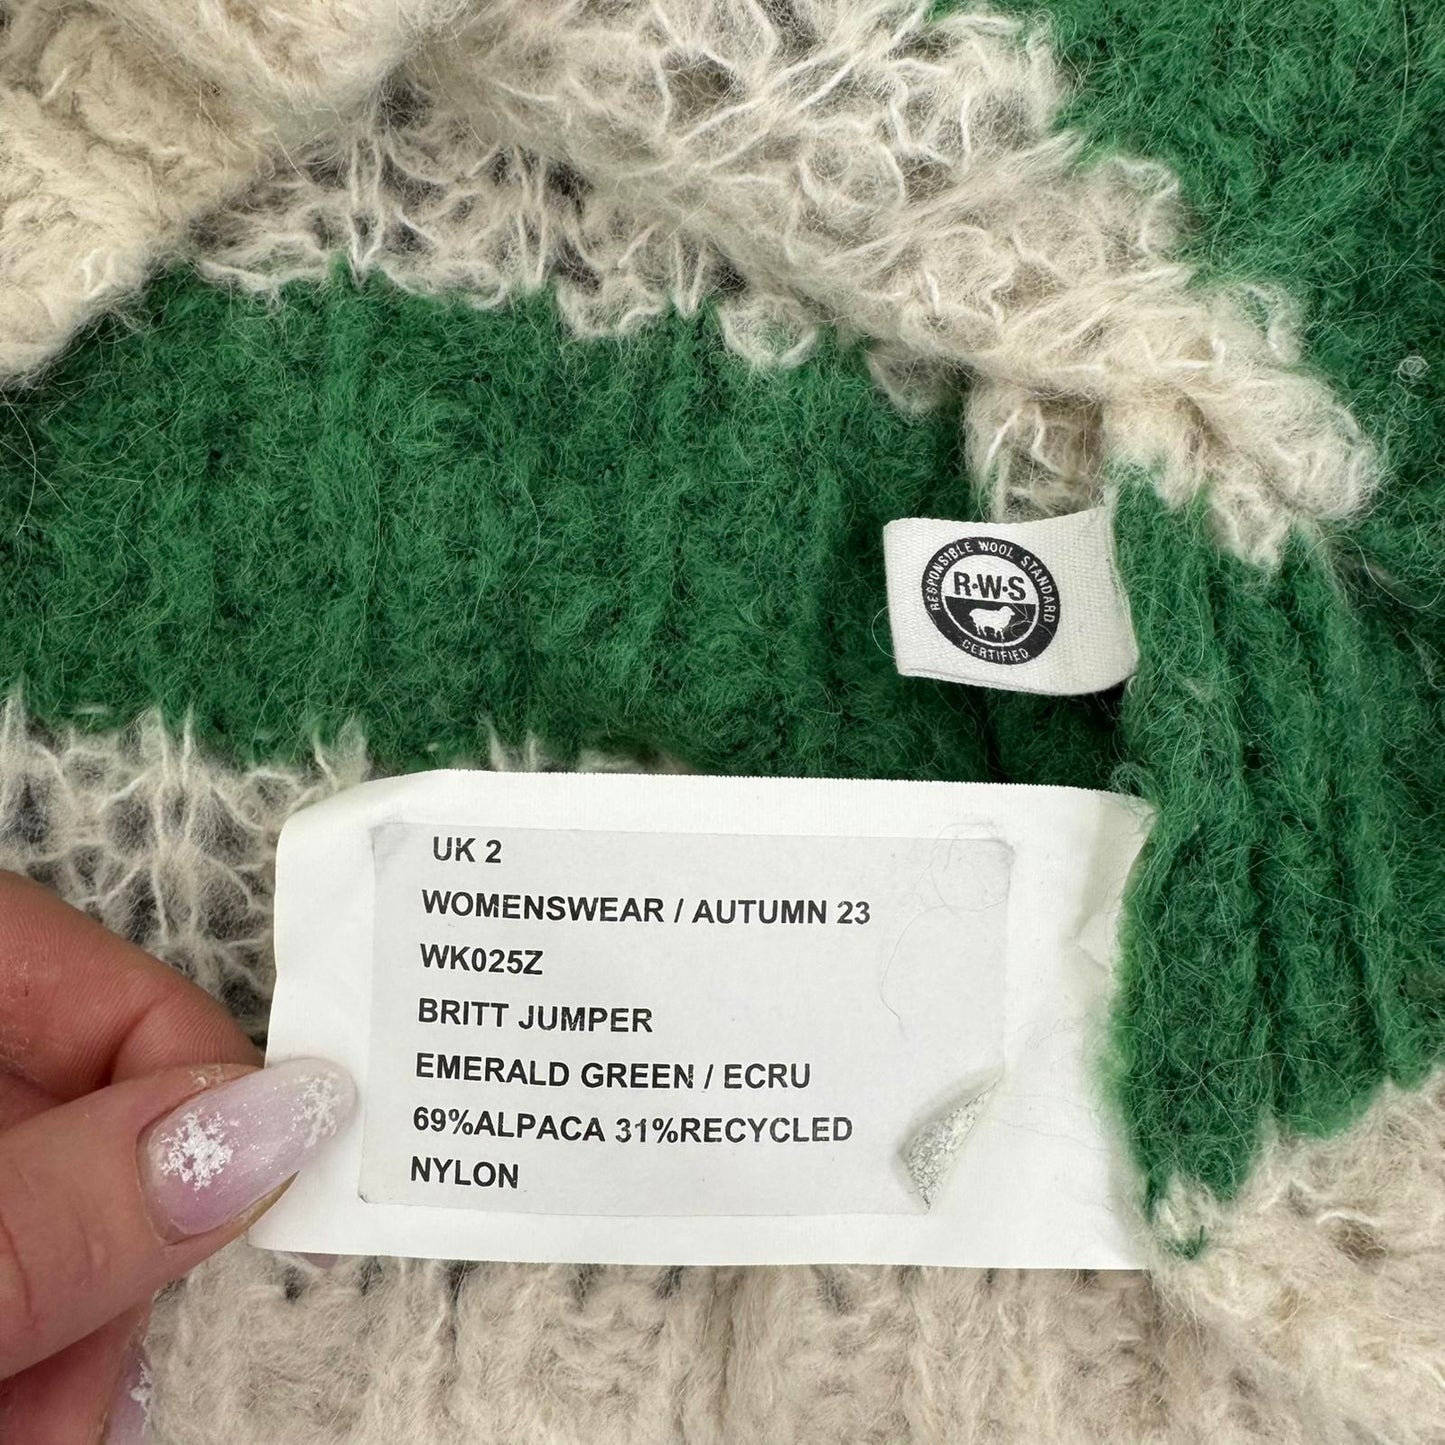 RESPONSIBLE WOOL STANDARD
R·W·S
CERTIFIED
UK 2
WOMENSWEAR / AUTUMN 23
WK025Z
BRITT JUMPER
EMERALD GREEN / ECRU
69%ALPACA 31%RECYCLED
NYLON